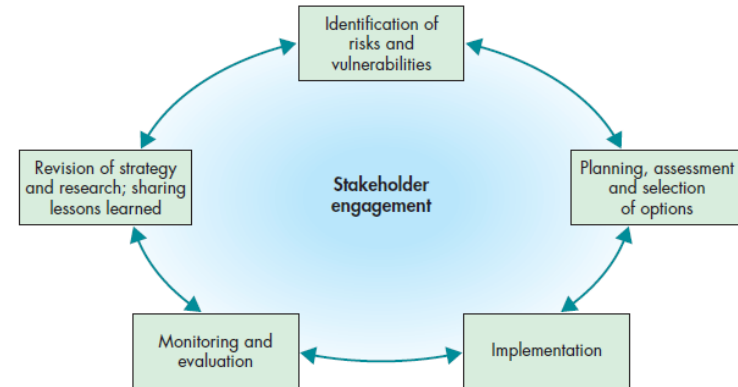 Identification of
risks and
vulnerabilities
Revision of strategy
and research; sharing
lessons learned
Stakeholder
engagement
Planning, assessment
and selection
of options
Monitoring and
evaluation
Implementation